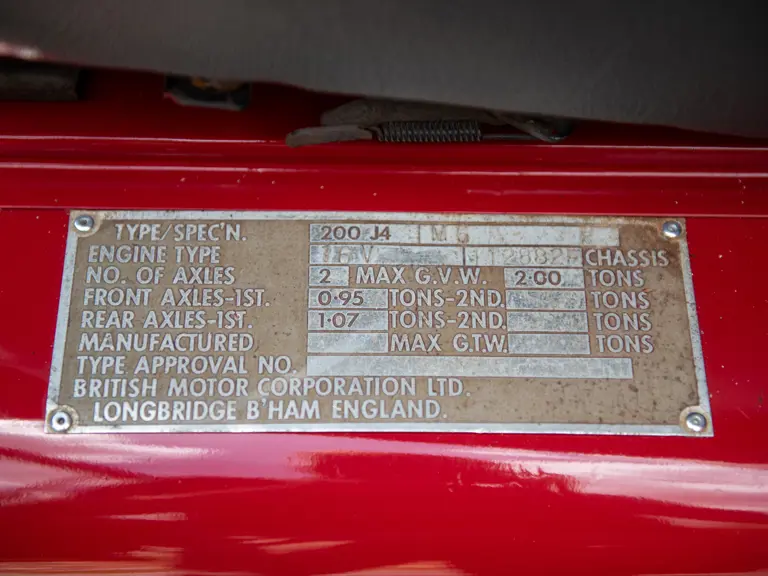 TYPE/SPEC'N. 200 J4 M
ENGINE TYPE 16 V CHASSIS
NO. OF AXLES 2 MAX G.V.W. 2·00 TONS
FRONT AXLES-1ST. 0·95 TONS-2ND. TONS
REAR AXLES-1ST. 1·07 TONS-2ND. TONS
MANUFACTURED MAX G.T.W. TONS
TYPE APPROVAL NO.
BRITISH MOTOR CORPORATION LTD.
LONGBRIDGE B'HAM ENGLAND.